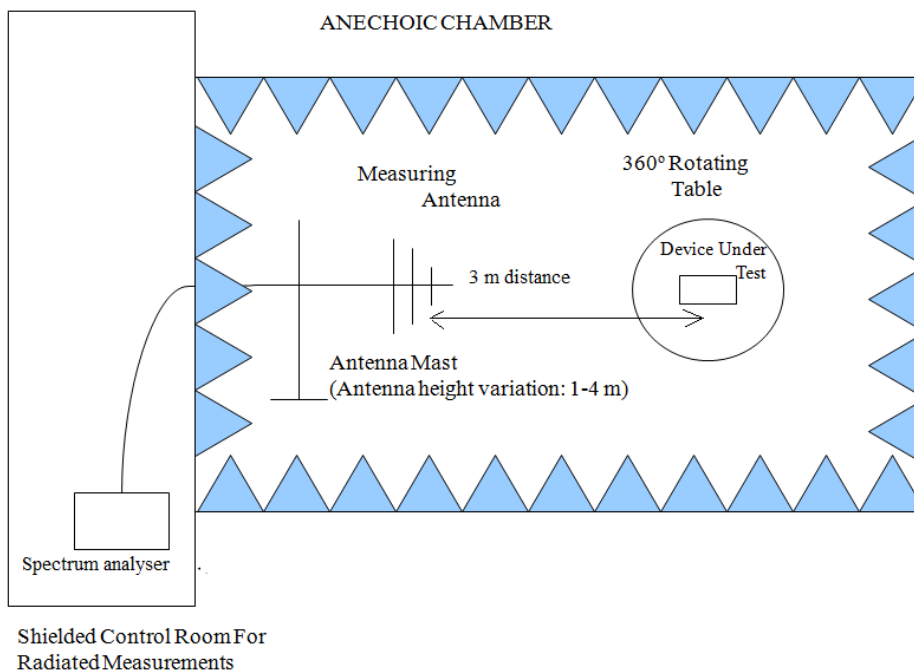 ANECHOIC CHAMBER
Measuring
Antenna
360º Rotating
Table
Device Under
Test
3 m distance
Antenna Mast
(Antenna height variation: 1-4 m)
Spectrum analyser
Shielded Control Room For
Radiated Measurements